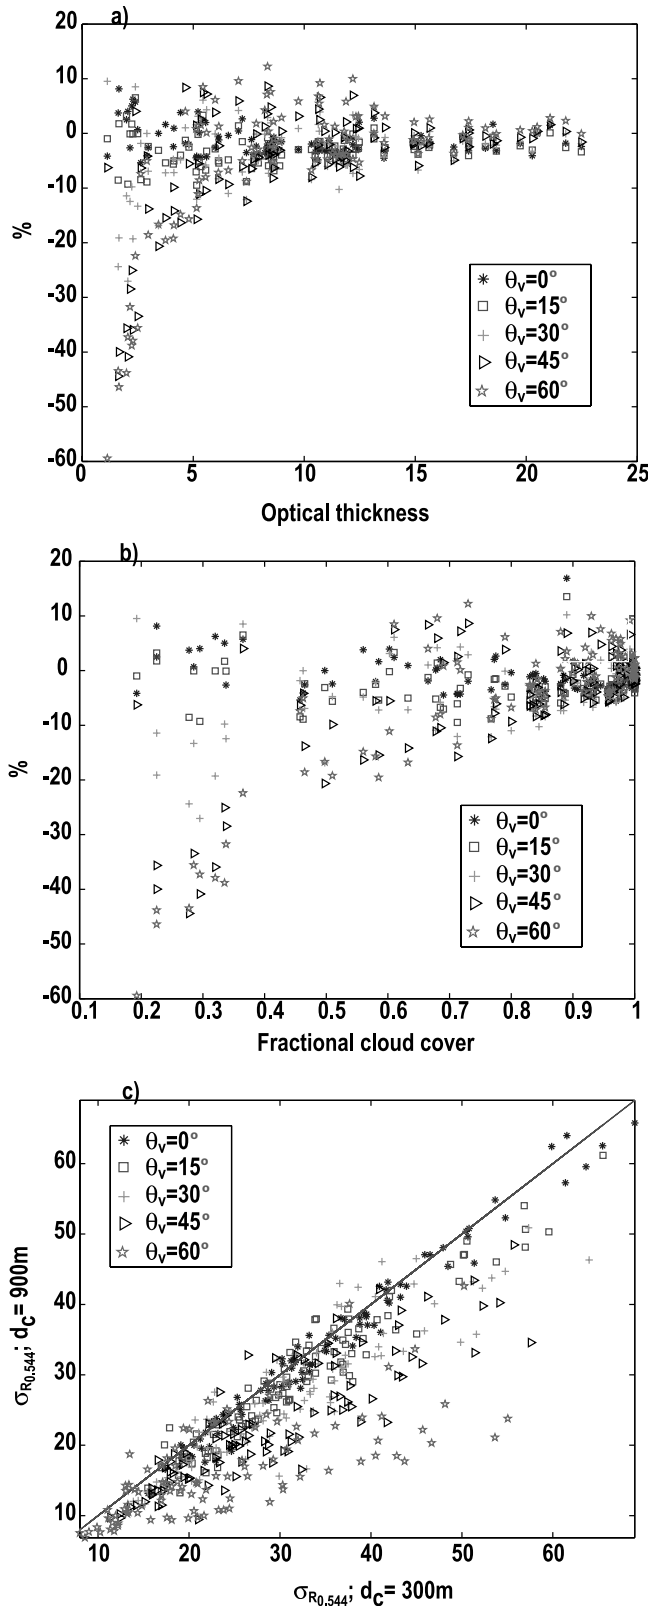 a)
20
10
0
-10
-20
-30
-40
-50
-60
%
θv=0°
θv=15°
θv=30°
θv=45°
θv=60°
0 5 10 15 20 25
Optical thickness
b)
20
10
0
-10
-20
-30
-40
-50
-60
%
θv=0°
θv=15°
θv=30°
θv=45°
θv=60°
0.1 0.2 0.3 0.4 0.5 0.6 0.7 0.8 0.9 1
Fractional cloud cover
c)
θv=0°
θv=15°
θv=30°
θv=45°
θv=60°
60
50
40
30
20
10
σR0.544; dC= 900m
10 20 30 40 50 60
σR0.544; dC= 300m